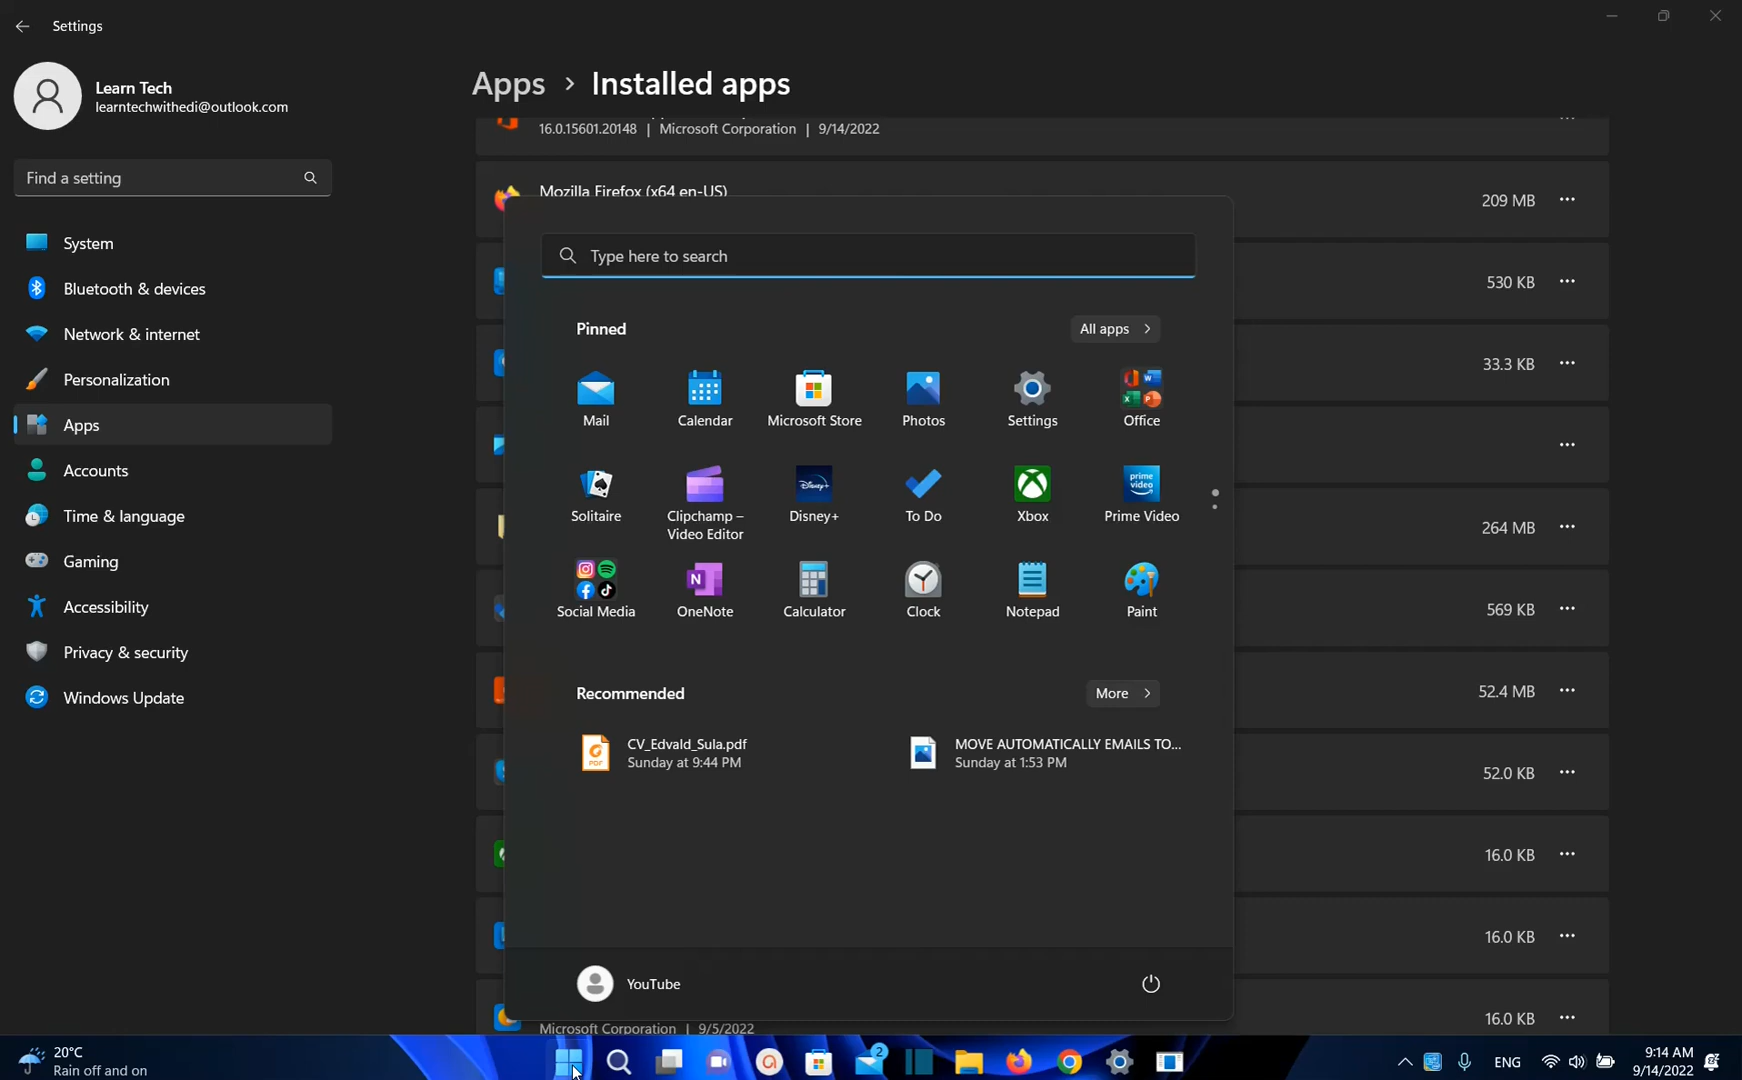 Settings
Learn Tech
learntechwithedi@outlook.com
Find a setting
System
Bluetooth & devices
Network & internet
Personalization
Apps
Accounts
Time & language
Gaming
Accessibility
Privacy & security
Windows Update
Apps > Installed apps
16.0.15601.20148 | Microsoft Corporation | 9/14/2022
Mozilla Firefox (x64 en-US)
209 MB
530 KB
33.3 KB
264 MB
569 KB
52.4 MB
52.0 KB
16.0 KB
16.0 KB
16.0 KB
Microsoft Corporation | 9/5/2022
Type here to search
Pinned
All apps >
Mail
Calendar
Microsoft Store
Photos
Settings
Office
Solitaire
Clipchamp –
Video Editor
Disney+
To Do
Xbox
prime
video
Prime Video
Social Media
OneNote
Calculator
Clock
Notepad
Paint
Recommended
More >
CV_Edvald_Sula.pdf
Sunday at 9:44 PM
MOVE AUTOMATICALLY EMAILS TO...
Sunday at 1:53 PM
YouTube
20°C
Rain off and on
2
ENG
9:14 AM
9/14/2022